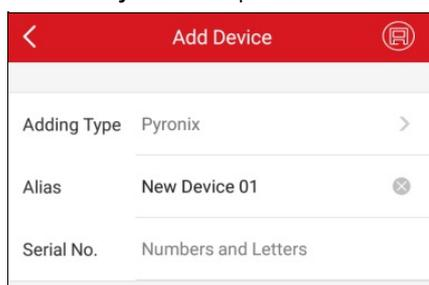 Add Device
Adding Type Pyronix
Alias New Device 01
Serial No. Numbers and Letters